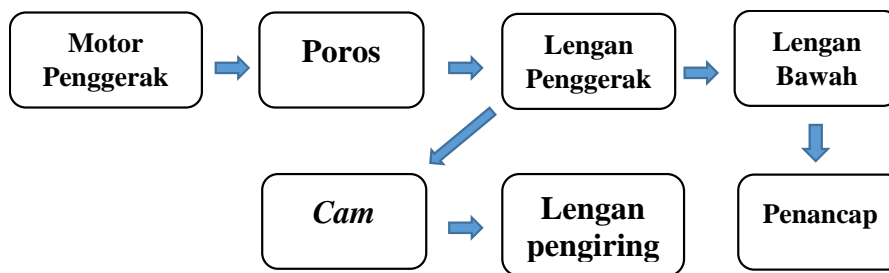 Motor
Penggerak
Poros
Lengan
Penggerak
Lengan
Bawah
Cam
Lengan
pengiring
Penancap